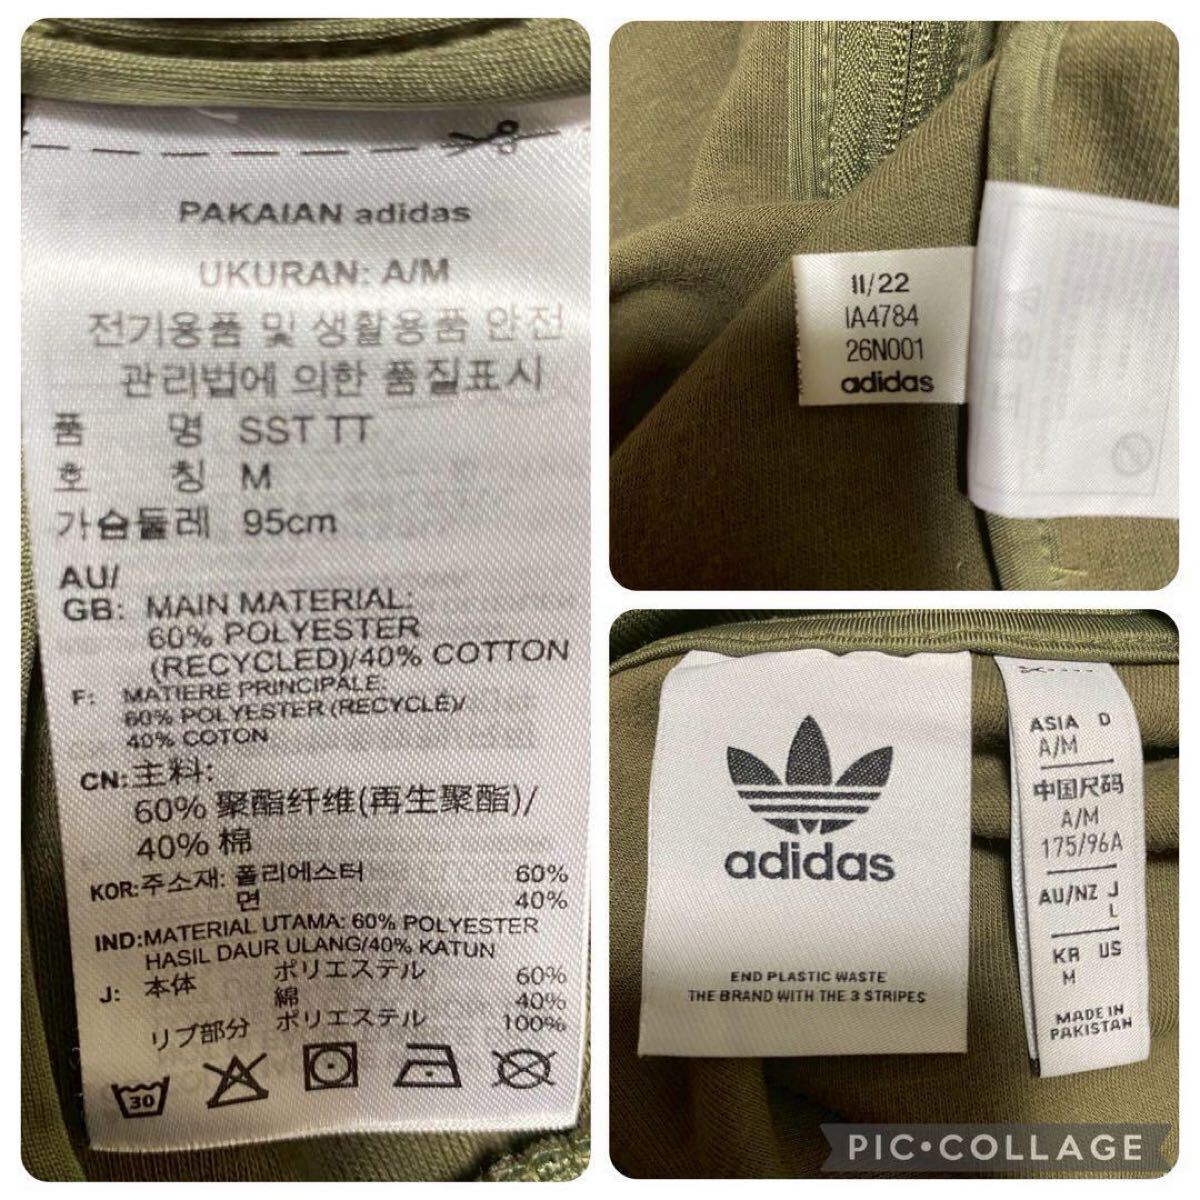 PAKAIAN adidas
UKURAN: A/M
전기용품 및 생활용품 안전
관리법에 의한 품질표시
품 명 SST TT
호 칭 M
가슴둘레 95cm
AU/
GB: MAIN MATERIAL:
60% POLYESTER
(RECYCLED)/40% COTTON
F: MATIERE PRINCIPALE:
60% POLYESTER (RECYCLÉ)/
40% COTON
CN:主料:
60% 聚酯纤维(再生聚酯)/
40% 棉
KOR:주소재: 폴리에스터 60%
면 40%
IND:MATERIAL UTAMA: 60% POLYESTER
HASIL DAUR ULANG/40% KATUN
J: 本体 ポリエステル 60%
綿 40%
リブ部分 ポリエステル 100%
30
11/22
IA4784
26N001
adidas
adidas
END PLASTIC WASTE
THE BRAND WITH THE 3 STRIPES
ASIA D
A/M
中国尺码
A/M
175/96A
AU/NZ J
L
KR US
M
MADE IN
PAKISTAN
PIC•COLLAGE